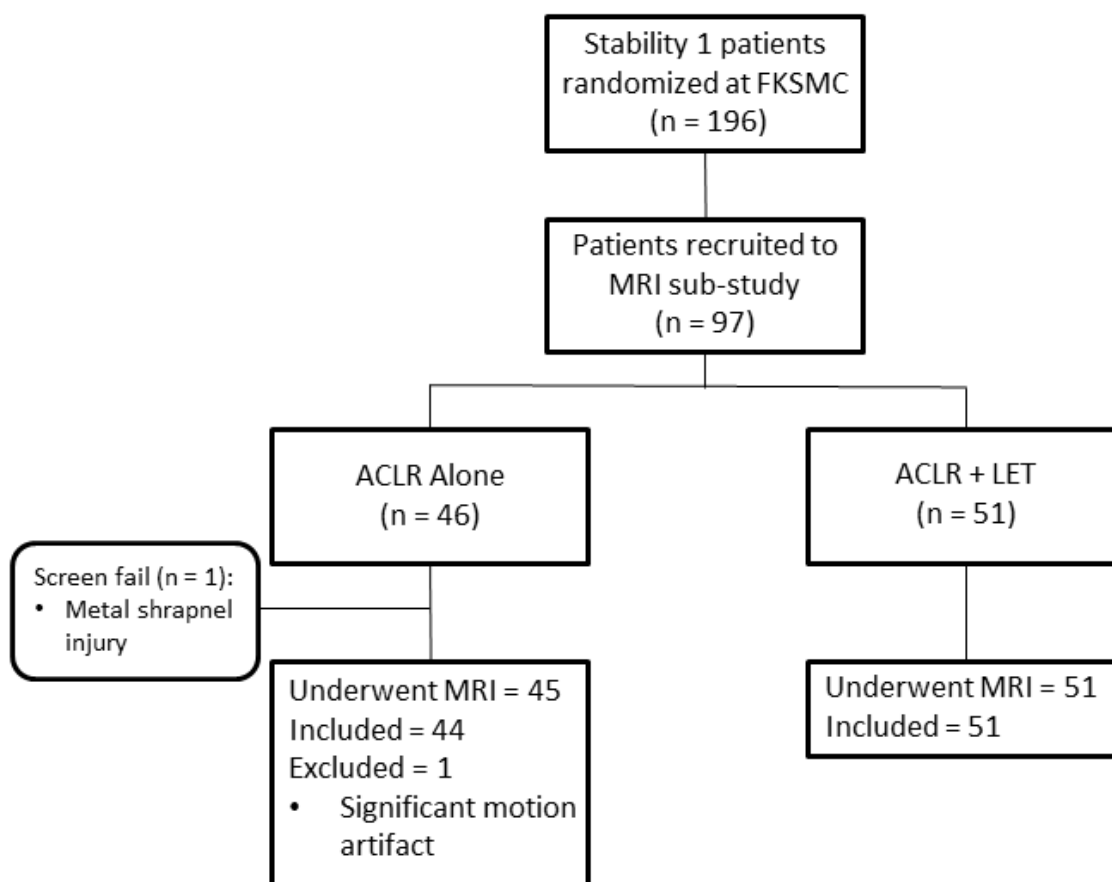 Stability 1 patients
randomized at FKSMC
(n = 196)
Patients recruited to
MRI sub-study
(n = 97)
ACLR Alone
(n = 46)
ACLR + LET
(n = 51)
Screen fail (n = 1):
• Metal shrapnel
injury
Underwent MRI = 45
Included = 44
Excluded = 1
• Significant motion
artifact
Underwent MRI = 51
Included = 51